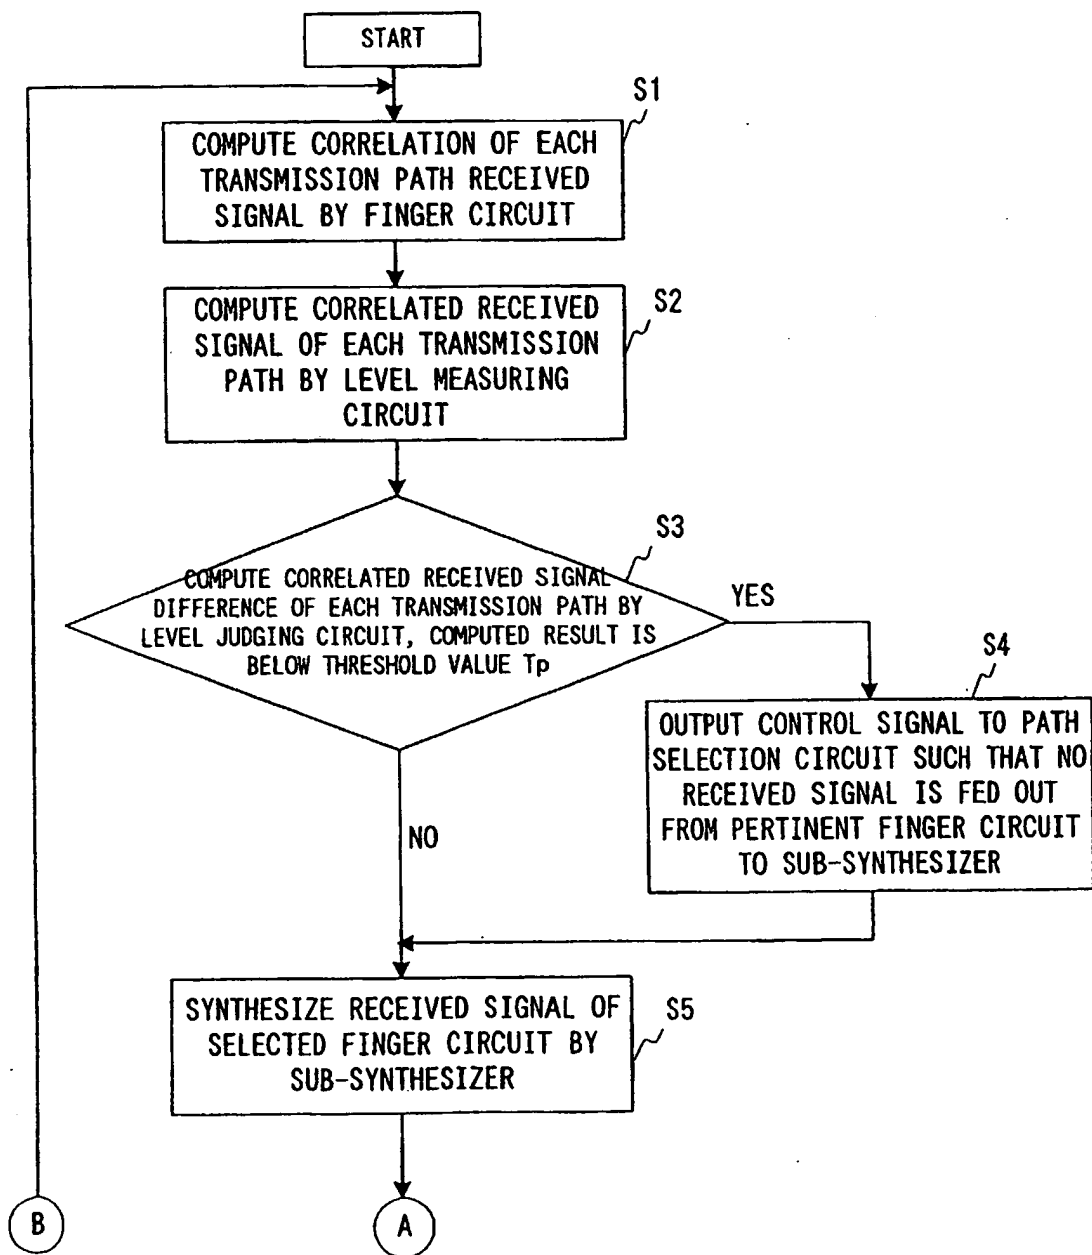 START
S1
COMPUTE CORRELATION OF EACH
TRANSMISSION PATH RECEIVED
SIGNAL BY FINGER CIRCUIT
S2
COMPUTE CORRELATED RECEIVED
SIGNAL OF EACH TRANSMISSION
PATH BY LEVEL MEASURING
CIRCUIT
S3
COMPUTE CORRELATED RECEIVED SIGNAL
DIFFERENCE OF EACH TRANSMISSION PATH BY
LEVEL JUDGING CIRCUIT, COMPUTED RESULT IS
BELOW THRESHOLD VALUE Tp
YES
S4
OUTPUT CONTROL SIGNAL TO PATH
SELECTION CIRCUIT SUCH THAT NO
RECEIVED SIGNAL IS FED OUT
FROM PERTINENT FINGER CIRCUIT
TO SUB-SYNTHESIZER
NO
S5
SYNTHESIZE RECEIVED SIGNAL OF
SELECTED FINGER CIRCUIT BY
SUB-SYNTHESIZER
B
A